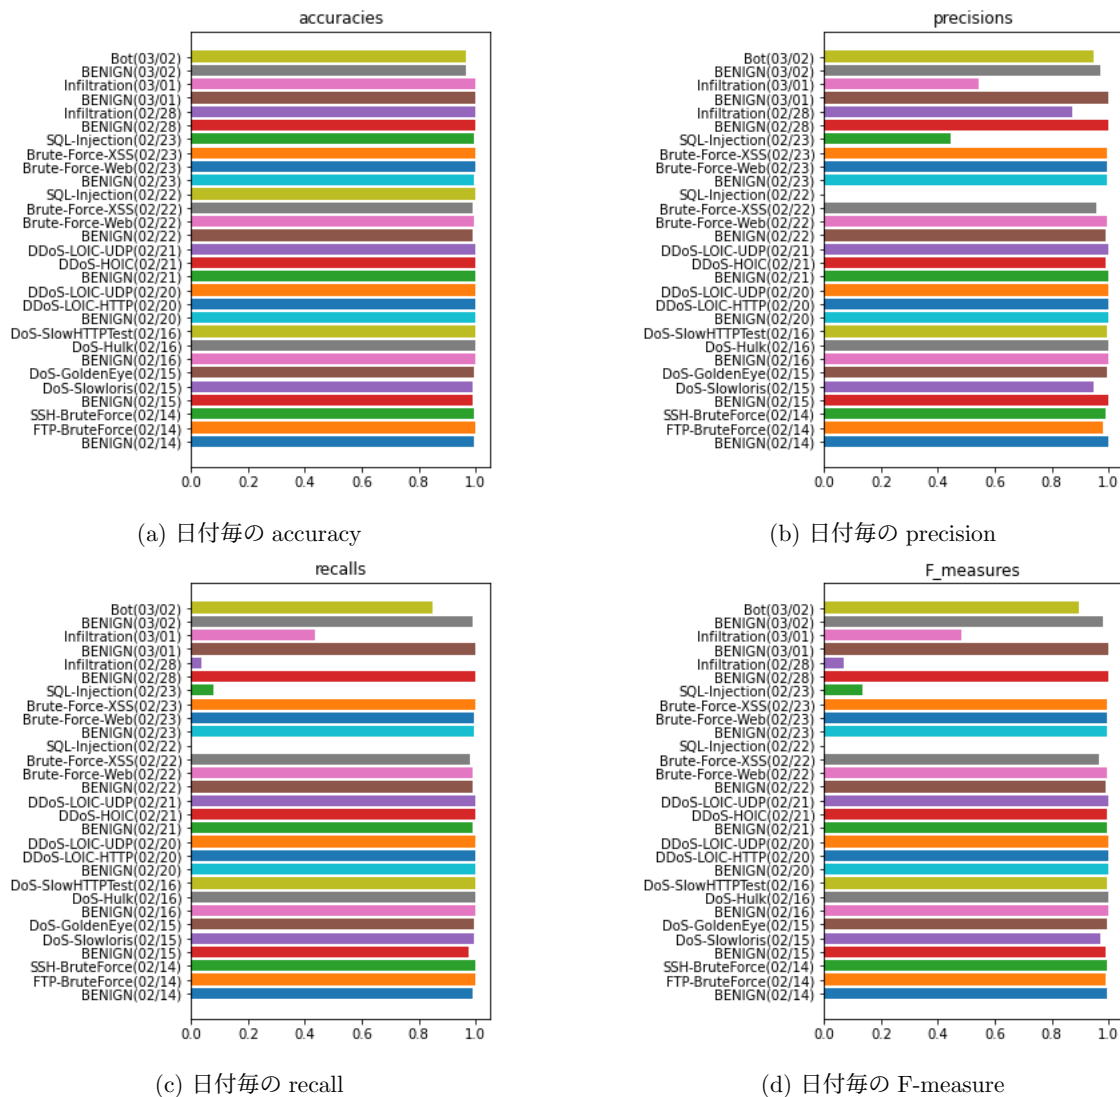 accuracies
Bot(03/02)
BENIGN(03/02)
Infiltration(03/01)
BENIGN(03/01)
Infiltration(02/28)
BENIGN(02/28)
SQL-Injection(02/23)
Brute-Force-XSS(02/23)
Brute-Force-Web(02/23)
BENIGN(02/23)
SQL-Injection(02/22)
Brute-Force-XSS(02/22)
Brute-Force-Web(02/22)
BENIGN(02/22)
DDoS-LOIC-UDP(02/21)
DDoS-HOIC(02/21)
BENIGN(02/21)
DDoS-LOIC-UDP(02/20)
DDoS-LOIC-HTTP(02/20)
BENIGN(02/20)
DoS-SlowHTTPTest(02/16)
DoS-Hulk(02/16)
BENIGN(02/16)
DoS-GoldenEye(02/15)
DoS-Slowloris(02/15)
BENIGN(02/15)
SSH-BruteForce(02/14)
FTP-BruteForce(02/14)
BENIGN(02/14)
0.0 0.2 0.4 0.6 0.8 1.0
(a) 日付毎の accuracy
precisions
Bot(03/02)
BENIGN(03/02)
Infiltration(03/01)
BENIGN(03/01)
Infiltration(02/28)
BENIGN(02/28)
SQL-Injection(02/23)
Brute-Force-XSS(02/23)
Brute-Force-Web(02/23)
BENIGN(02/23)
SQL-Injection(02/22)
Brute-Force-XSS(02/22)
Brute-Force-Web(02/22)
BENIGN(02/22)
DDoS-LOIC-UDP(02/21)
DDoS-HOIC(02/21)
BENIGN(02/21)
DDoS-LOIC-UDP(02/20)
DDoS-LOIC-HTTP(02/20)
BENIGN(02/20)
DoS-SlowHTTPTest(02/16)
DoS-Hulk(02/16)
BENIGN(02/16)
DoS-GoldenEye(02/15)
DoS-Slowloris(02/15)
BENIGN(02/15)
SSH-BruteForce(02/14)
FTP-BruteForce(02/14)
BENIGN(02/14)
0.0 0.2 0.4 0.6 0.8 1.0
(b) 日付毎の precision
recalls
Bot(03/02)
BENIGN(03/02)
Infiltration(03/01)
BENIGN(03/01)
Infiltration(02/28)
BENIGN(02/28)
SQL-Injection(02/23)
Brute-Force-XSS(02/23)
Brute-Force-Web(02/23)
BENIGN(02/23)
SQL-Injection(02/22)
Brute-Force-XSS(02/22)
Brute-Force-Web(02/22)
BENIGN(02/22)
DDoS-LOIC-UDP(02/21)
DDoS-HOIC(02/21)
BENIGN(02/21)
DDoS-LOIC-UDP(02/20)
DDoS-LOIC-HTTP(02/20)
BENIGN(02/20)
DoS-SlowHTTPTest(02/16)
DoS-Hulk(02/16)
BENIGN(02/16)
DoS-GoldenEye(02/15)
DoS-Slowloris(02/15)
BENIGN(02/15)
SSH-BruteForce(02/14)
FTP-BruteForce(02/14)
BENIGN(02/14)
0.0 0.2 0.4 0.6 0.8 1.0
(c) 日付毎の recall
F_measures
Bot(03/02)
BENIGN(03/02)
Infiltration(03/01)
BENIGN(03/01)
Infiltration(02/28)
BENIGN(02/28)
SQL-Injection(02/23)
Brute-Force-XSS(02/23)
Brute-Force-Web(02/23)
BENIGN(02/23)
SQL-Injection(02/22)
Brute-Force-XSS(02/22)
Brute-Force-Web(02/22)
BENIGN(02/22)
DDoS-LOIC-UDP(02/21)
DDoS-HOIC(02/21)
BENIGN(02/21)
DDoS-LOIC-UDP(02/20)
DDoS-LOIC-HTTP(02/20)
BENIGN(02/20)
DoS-SlowHTTPTest(02/16)
DoS-Hulk(02/16)
BENIGN(02/16)
DoS-GoldenEye(02/15)
DoS-Slowloris(02/15)
BENIGN(02/15)
SSH-BruteForce(02/14)
FTP-BruteForce(02/14)
BENIGN(02/14)
0.0 0.2 0.4 0.6 0.8 1.0
(d) 日付毎の F-measure